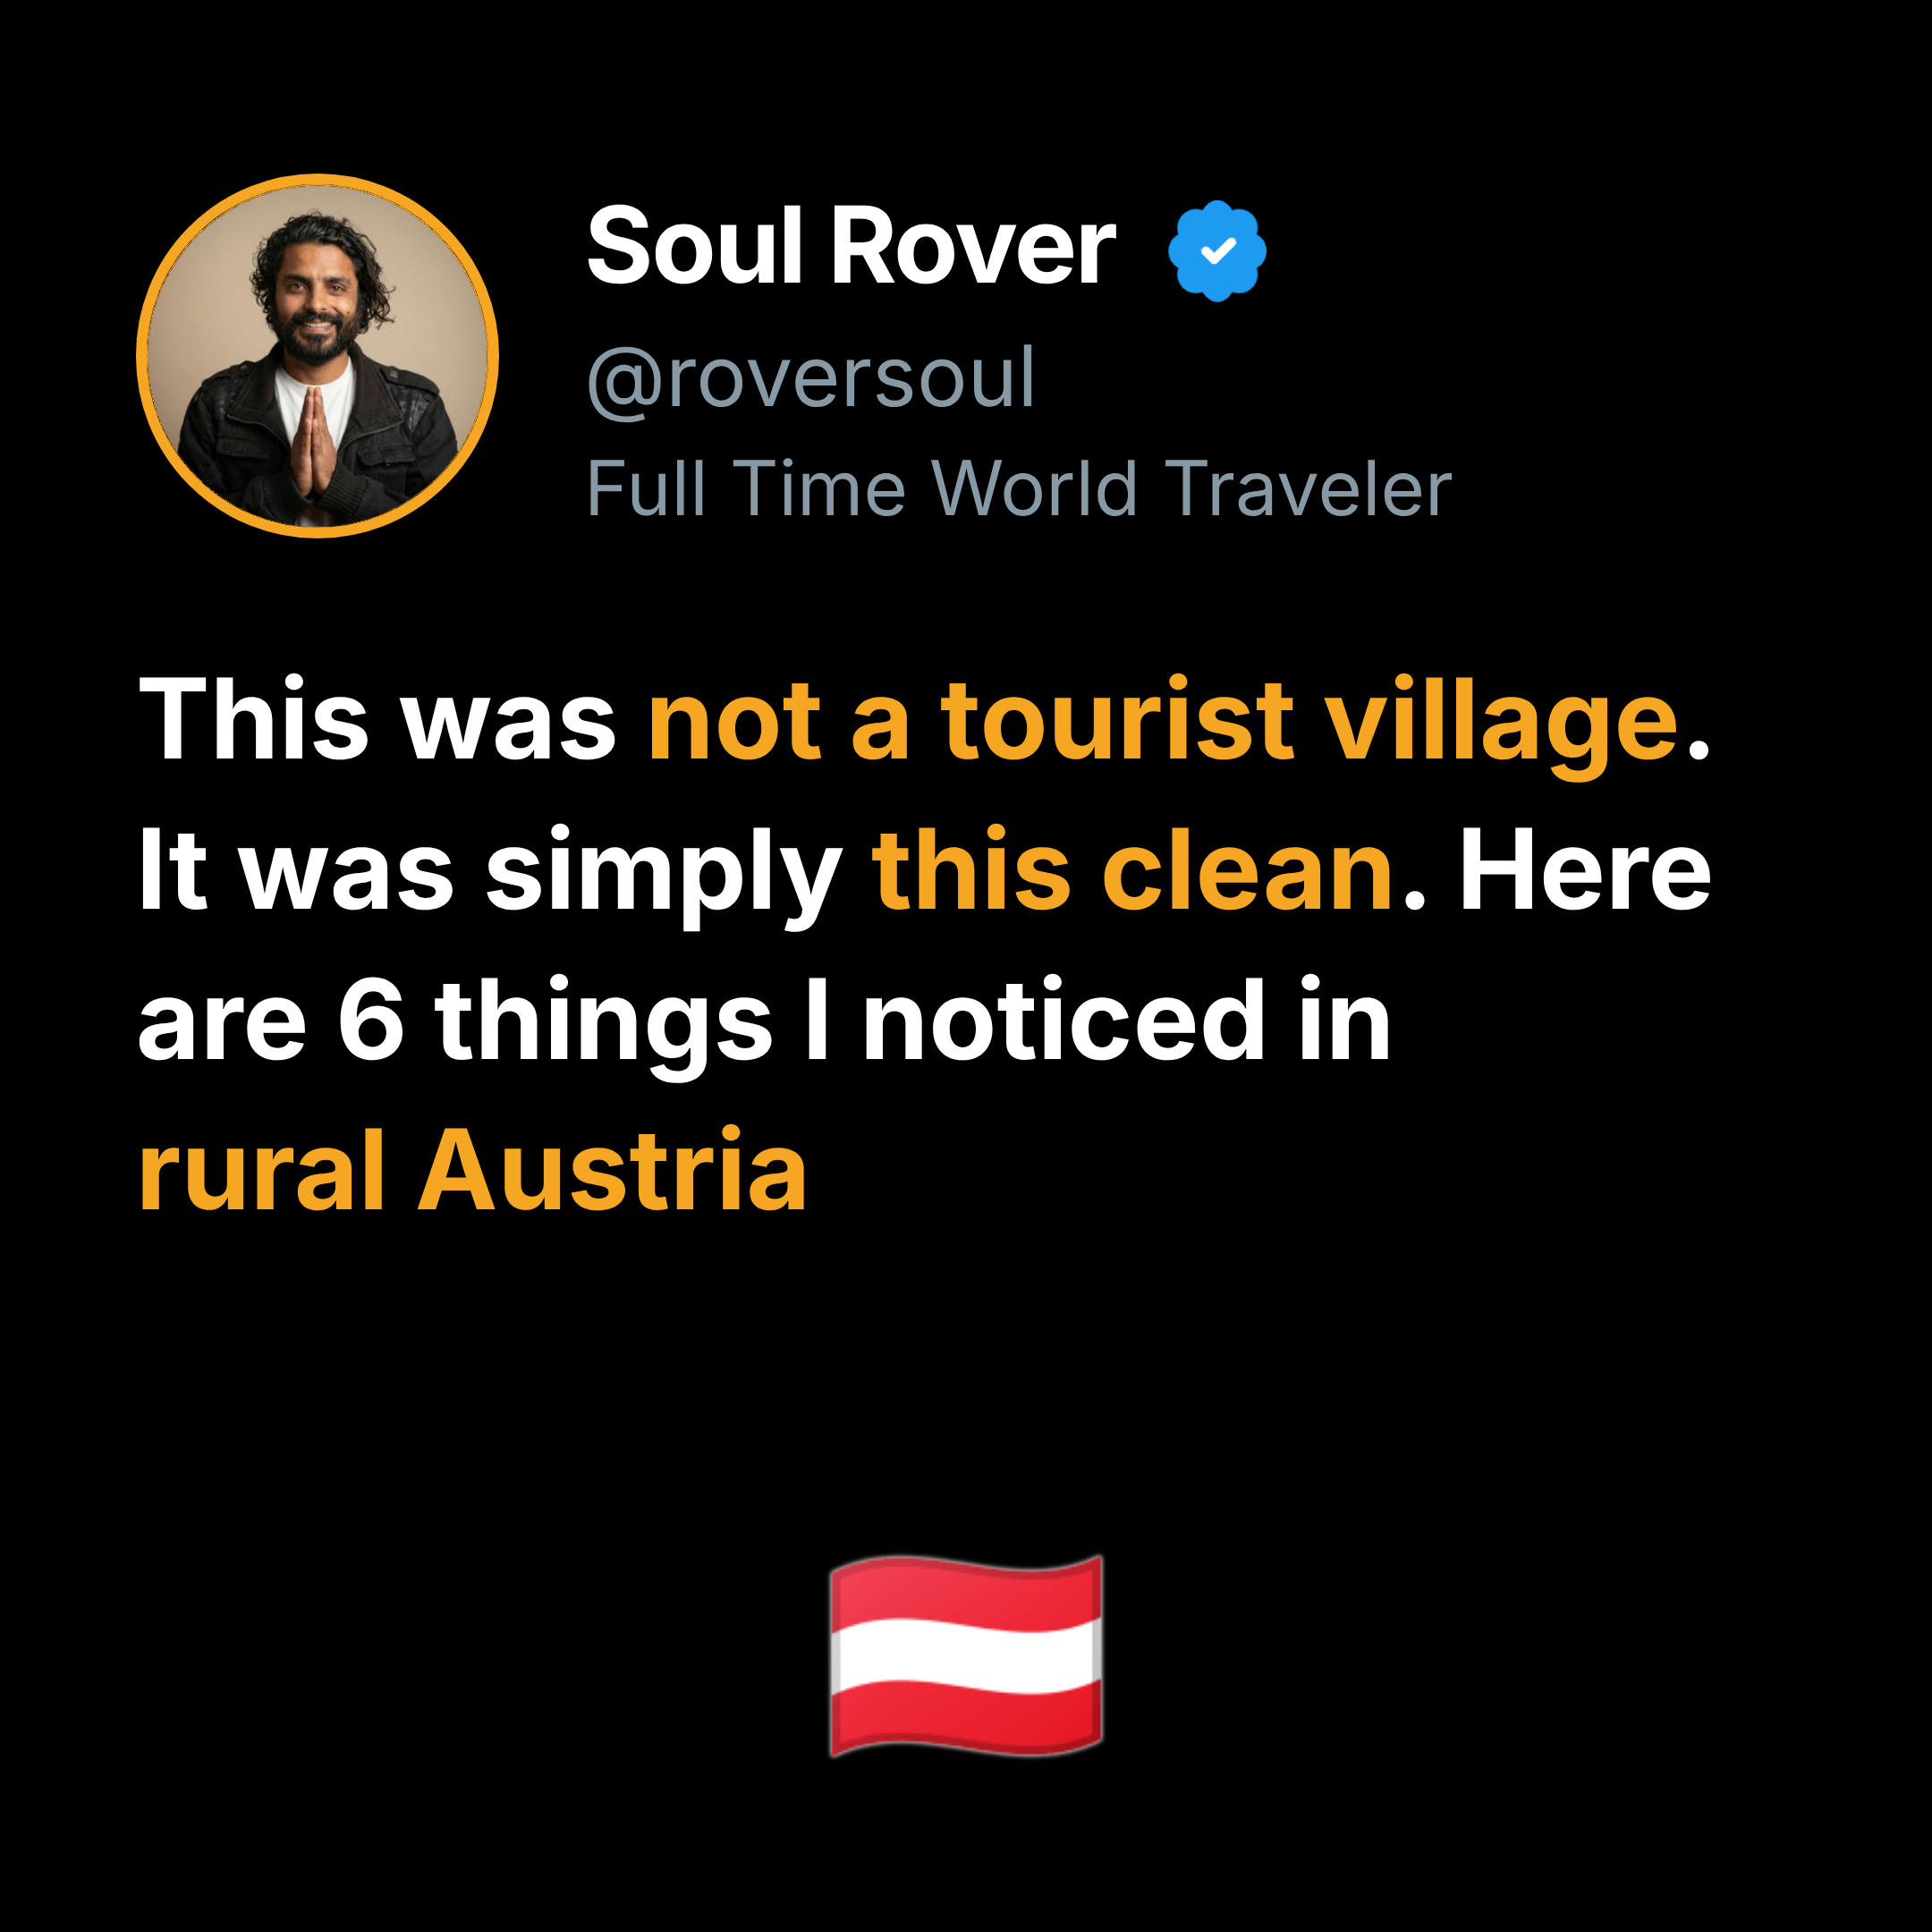 Soul Rover
@roversoul
Full Time World Traveler
This was not a tourist village.
It was simply this clean. Here
are 6 things I noticed in
rural Austria